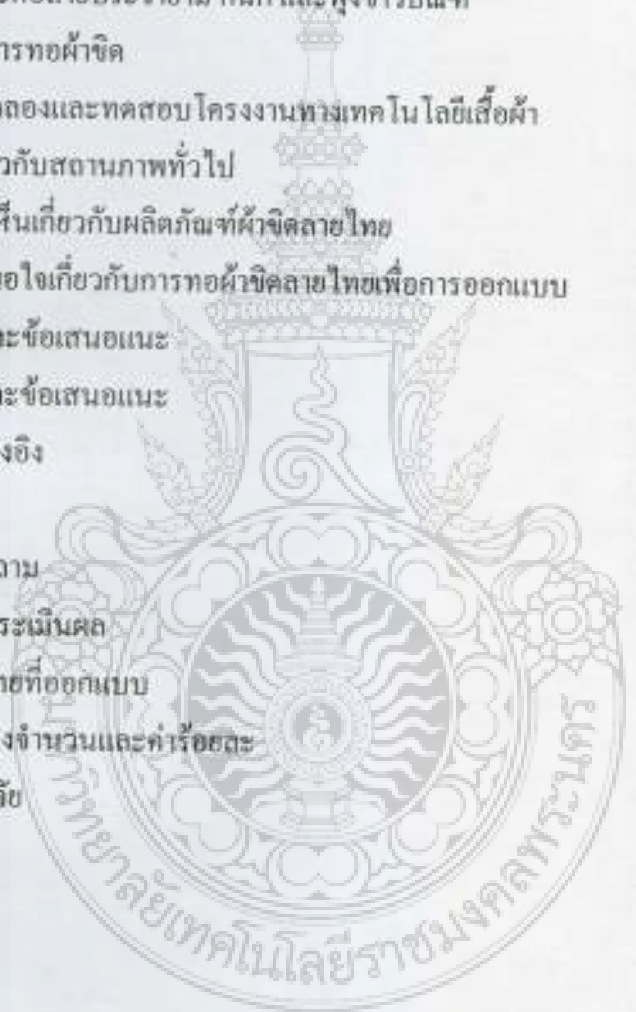 การทอผ้าขิด
ลองและทดสอบโครงงานทางเทคโนโลยีเสื้อผ้า
วกับสถานภาพทั่วไป
ห็นเกี่ยวกับผลิตภัณฑ์ผ้าขิดลายไทย
อใจเกี่ยวกับการทอผ้าขิดลายไทยเพื่อการออกแบบ
ะข้อเสนอแนะ
ะข้อเสนอแนะ
งอิง
ถาม
ระเมินผล
ายที่ออกแบบ
งจำนวนและค่าร้อยละ
จัย
มหาวิทยาลัยเทคโนโลยีราชมงคลพระนคร